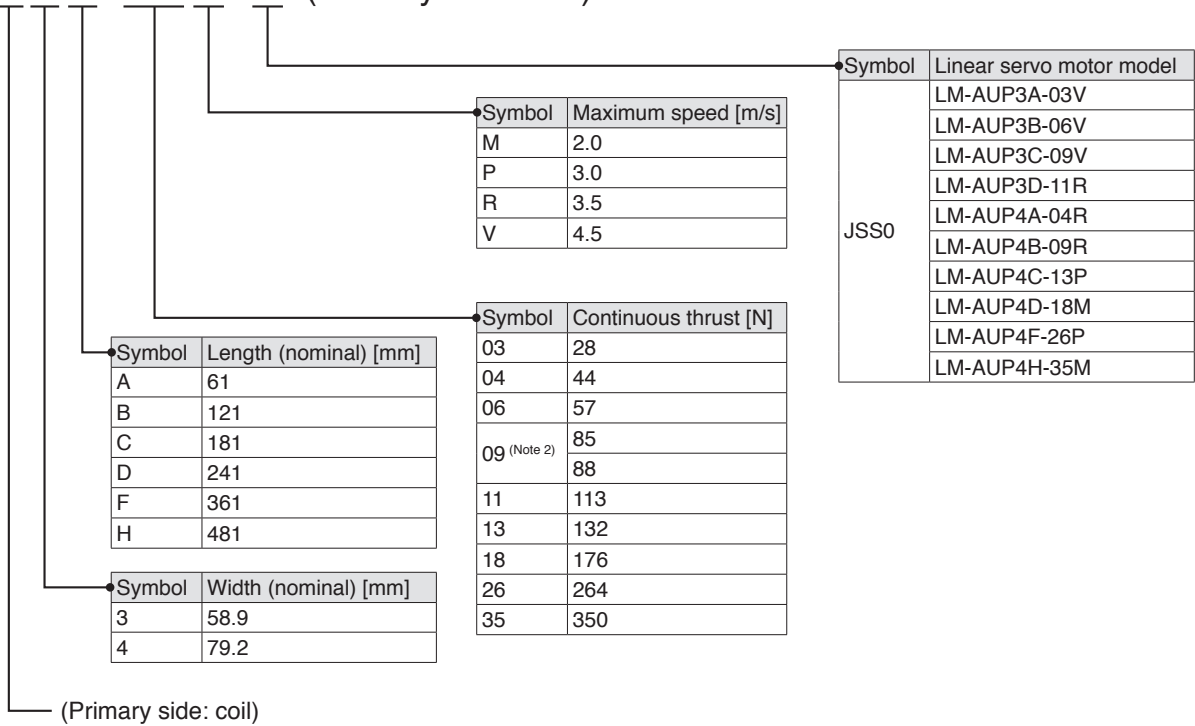 Symbol Linear servo motor model
JSS0
LM-AUP3A-03V
LM-AUP3B-06V
LM-AUP3C-09V
LM-AUP3D-11R
LM-AUP4A-04R
LM-AUP4B-09R
LM-AUP4C-13P
LM-AUP4D-18M
LM-AUP4F-26P
LM-AUP4H-35M
Symbol Maximum speed [m/s]
M 2.0
P 3.0
R 3.5
V 4.5
Symbol Continuous thrust [N]
03 28
04 44
06 57
09 (Note 2) 85
88
11 113
13 132
18 176
26 264
35 350
Symbol Length (nominal) [mm]
A 61
B 121
C 181
D 241
F 361
H 481
Symbol Width (nominal) [mm]
3 58.9
4 79.2
(Primary side: coil)